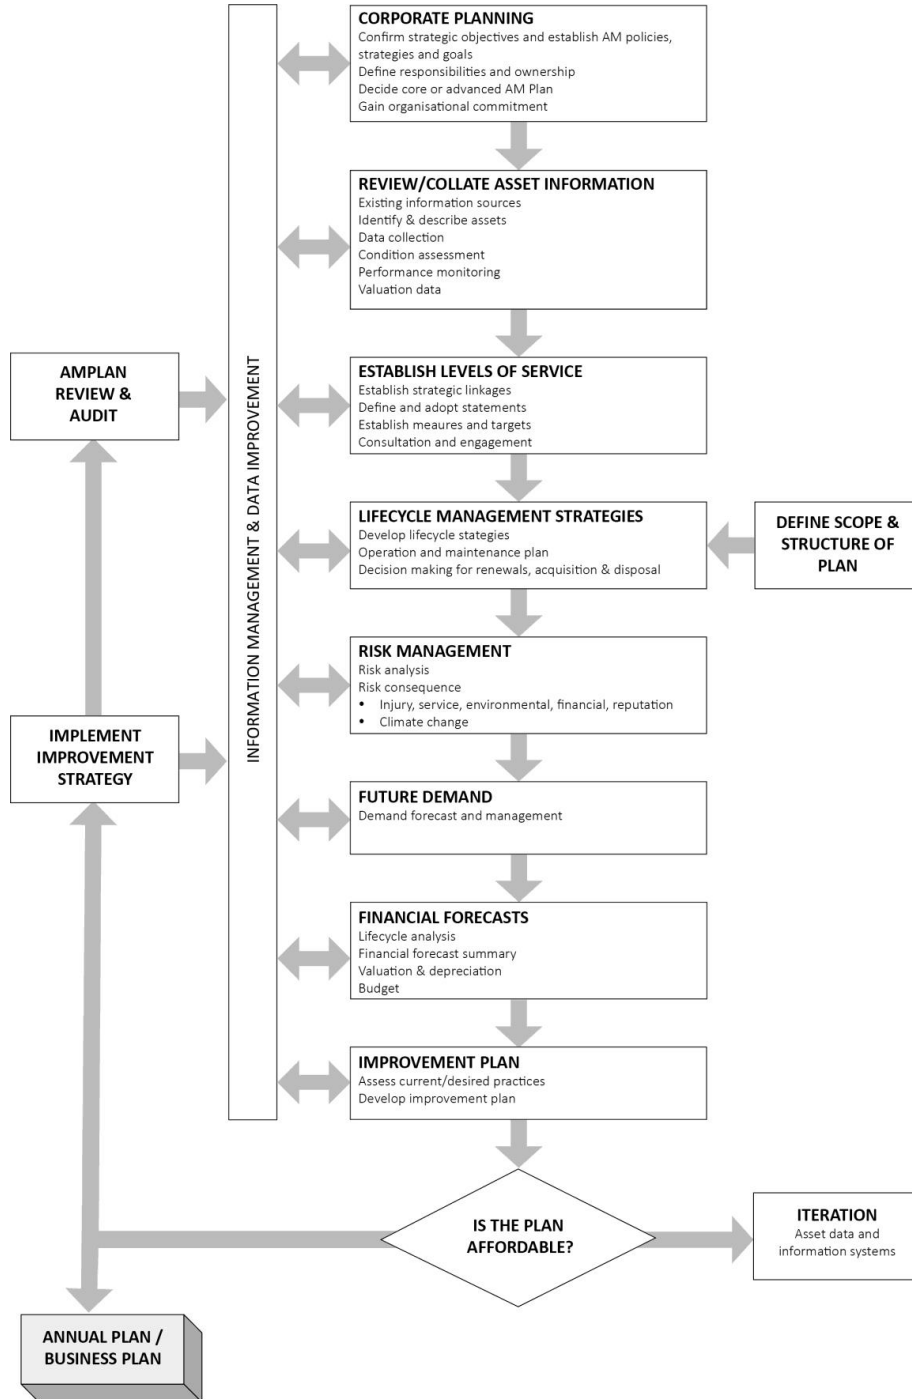 CORPORATE PLANNING
Confirm strategic objectives and establish AM policies,
strategies and goals
Define responsibilities and ownership
Decide core or advanced AM Plan
Gain organisational commitment
REVIEW/COLLATE ASSET INFORMATION
Existing information sources
Identify & describe assets
Data collection
Condition assessment
Performance monitoring
Valuation data
ESTABLISH LEVELS OF SERVICE
Establish strategic linkages
Define and adopt statements
Establish meaures and targets
Consultation and engagement
LIFECYCLE MANAGEMENT STRATEGIES
Develop lifecycle stategies
Operation and maintenance plan
Decision making for renewals, acquisition & disposal
DEFINE SCOPE &
STRUCTURE OF
PLAN
RISK MANAGEMENT
Risk analysis
Risk consequence
• Injury, service, environmental, financial, reputation
• Climate change
FUTURE DEMAND
Demand forecast and management
FINANCIAL FORECASTS
Lifecycle analysis
Financial forecast summary
Valuation & depreciation
Budget
IMPROVEMENT PLAN
Assess current/desired practices
Develop improvement plan
IS THE PLAN
AFFORDABLE?
ITERATION
Asset data and
information systems
INFORMATION MANAGEMENT & DATA IMPROVEMENT
AMPLAN
REVIEW &
AUDIT
IMPLEMENT
IMPROVEMENT
STRATEGY
ANNUAL PLAN /
BUSINESS PLAN